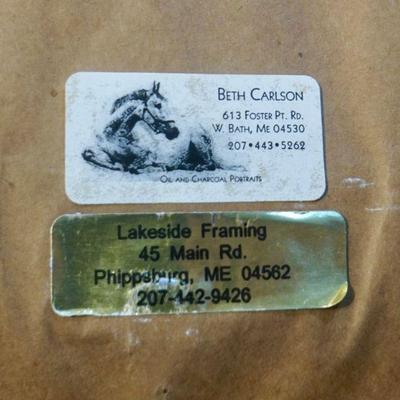 BETH CARLSON
613 FOSTER PT. RD.
W. BATH, ME 04530
207•443•5262
OIL AND CHARCOAL PORTRAITS
Lakeside Framing
45 Main Rd.
Phippsburg, ME 04562
207-442-9426